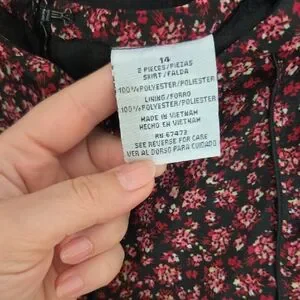 14
2 PIECES/PIEZAS
SKIRT/FALDA
100%POLYESTER/POLIESTER
LINING/FORRO
100%POLYESTER/POLIESTER
MADE IN VIETNAM
HECHO EN VIETNAM
RN 67473
SEE REVERSE FOR CARE
VER AL DORSO PARA CUIDADO